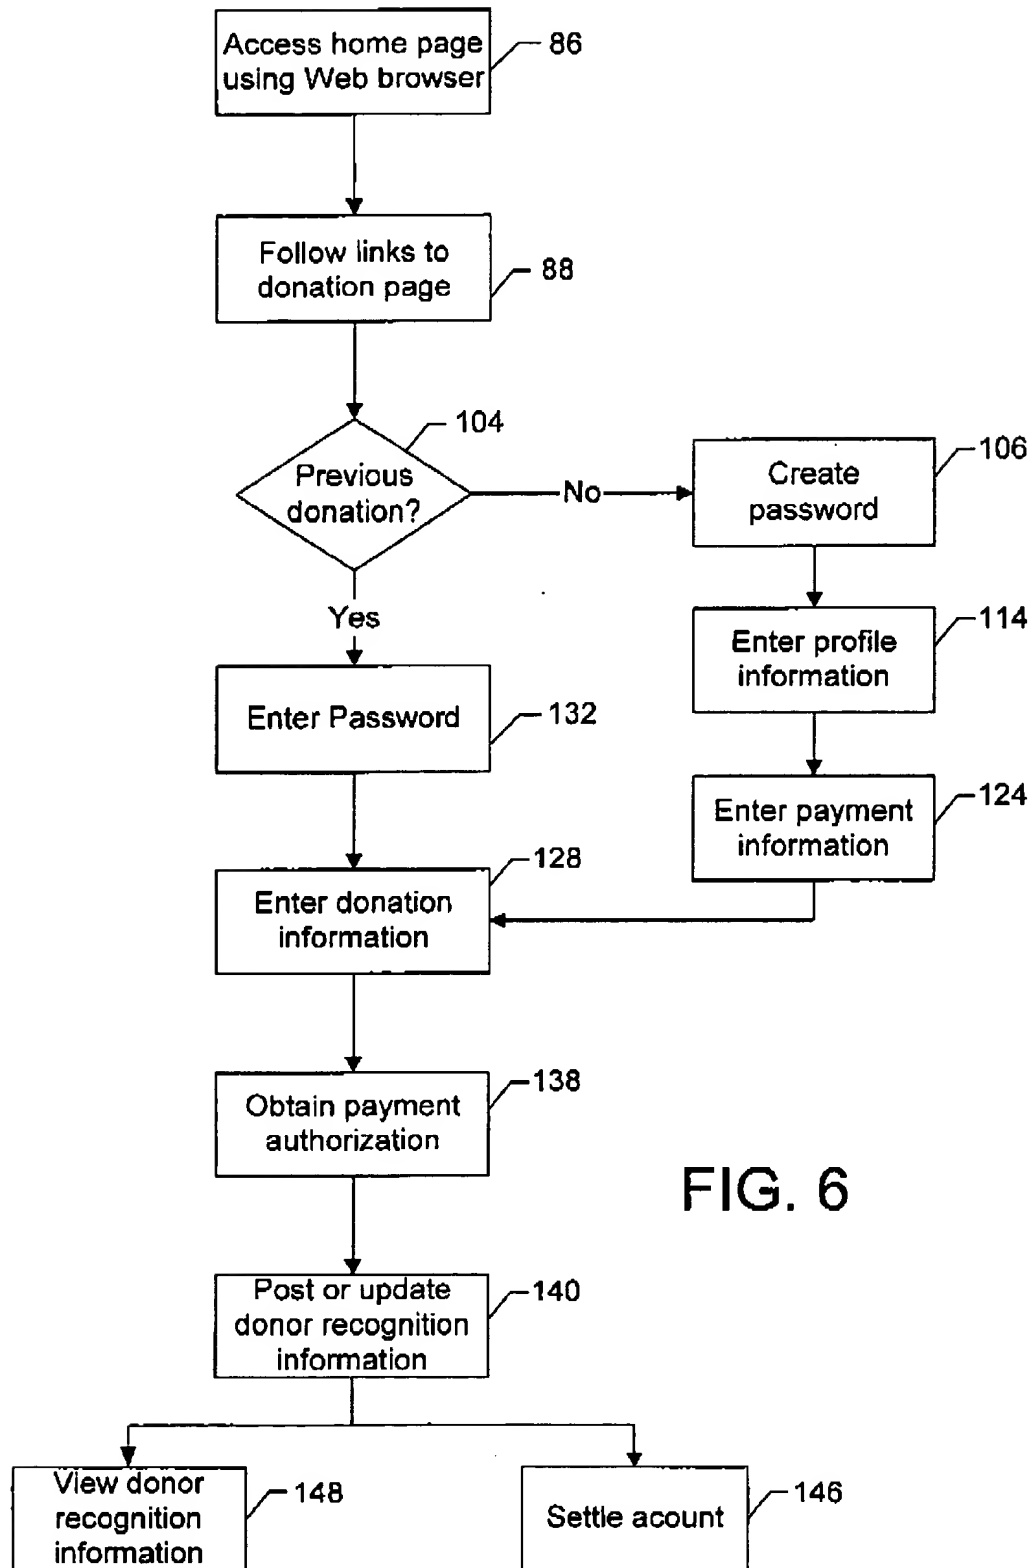 Access home page
using Web browser
86
Follow links to
donation page
88
104
Previous
donation?
No
Create
password
106
Yes
Enter profile
information
114
Enter Password
132
Enter payment
information
124
128
Enter donation
information
Obtain payment
authorization
138
FIG. 6
Post or update
donor recognition
information
140
View donor
recognition
information
148
Settle acount
146